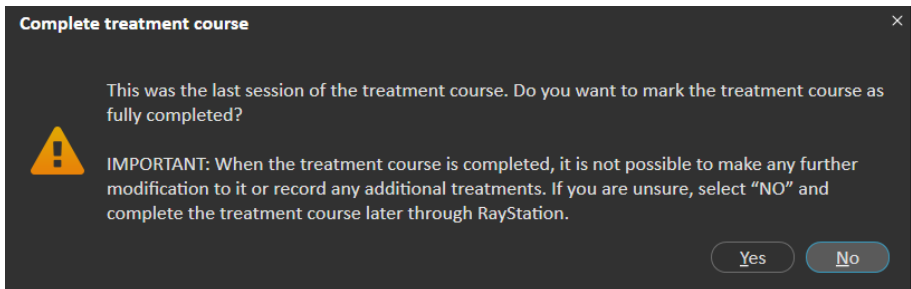 Complete treatment course
This was the last session of the treatment course. Do you want to mark the treatment course as
fully completed?
IMPORTANT: When the treatment course is completed, it is not possible to make any further
modification to it or record any additional treatments. If you are unsure, select “NO” and
complete the treatment course later through RayStation.
Yes No